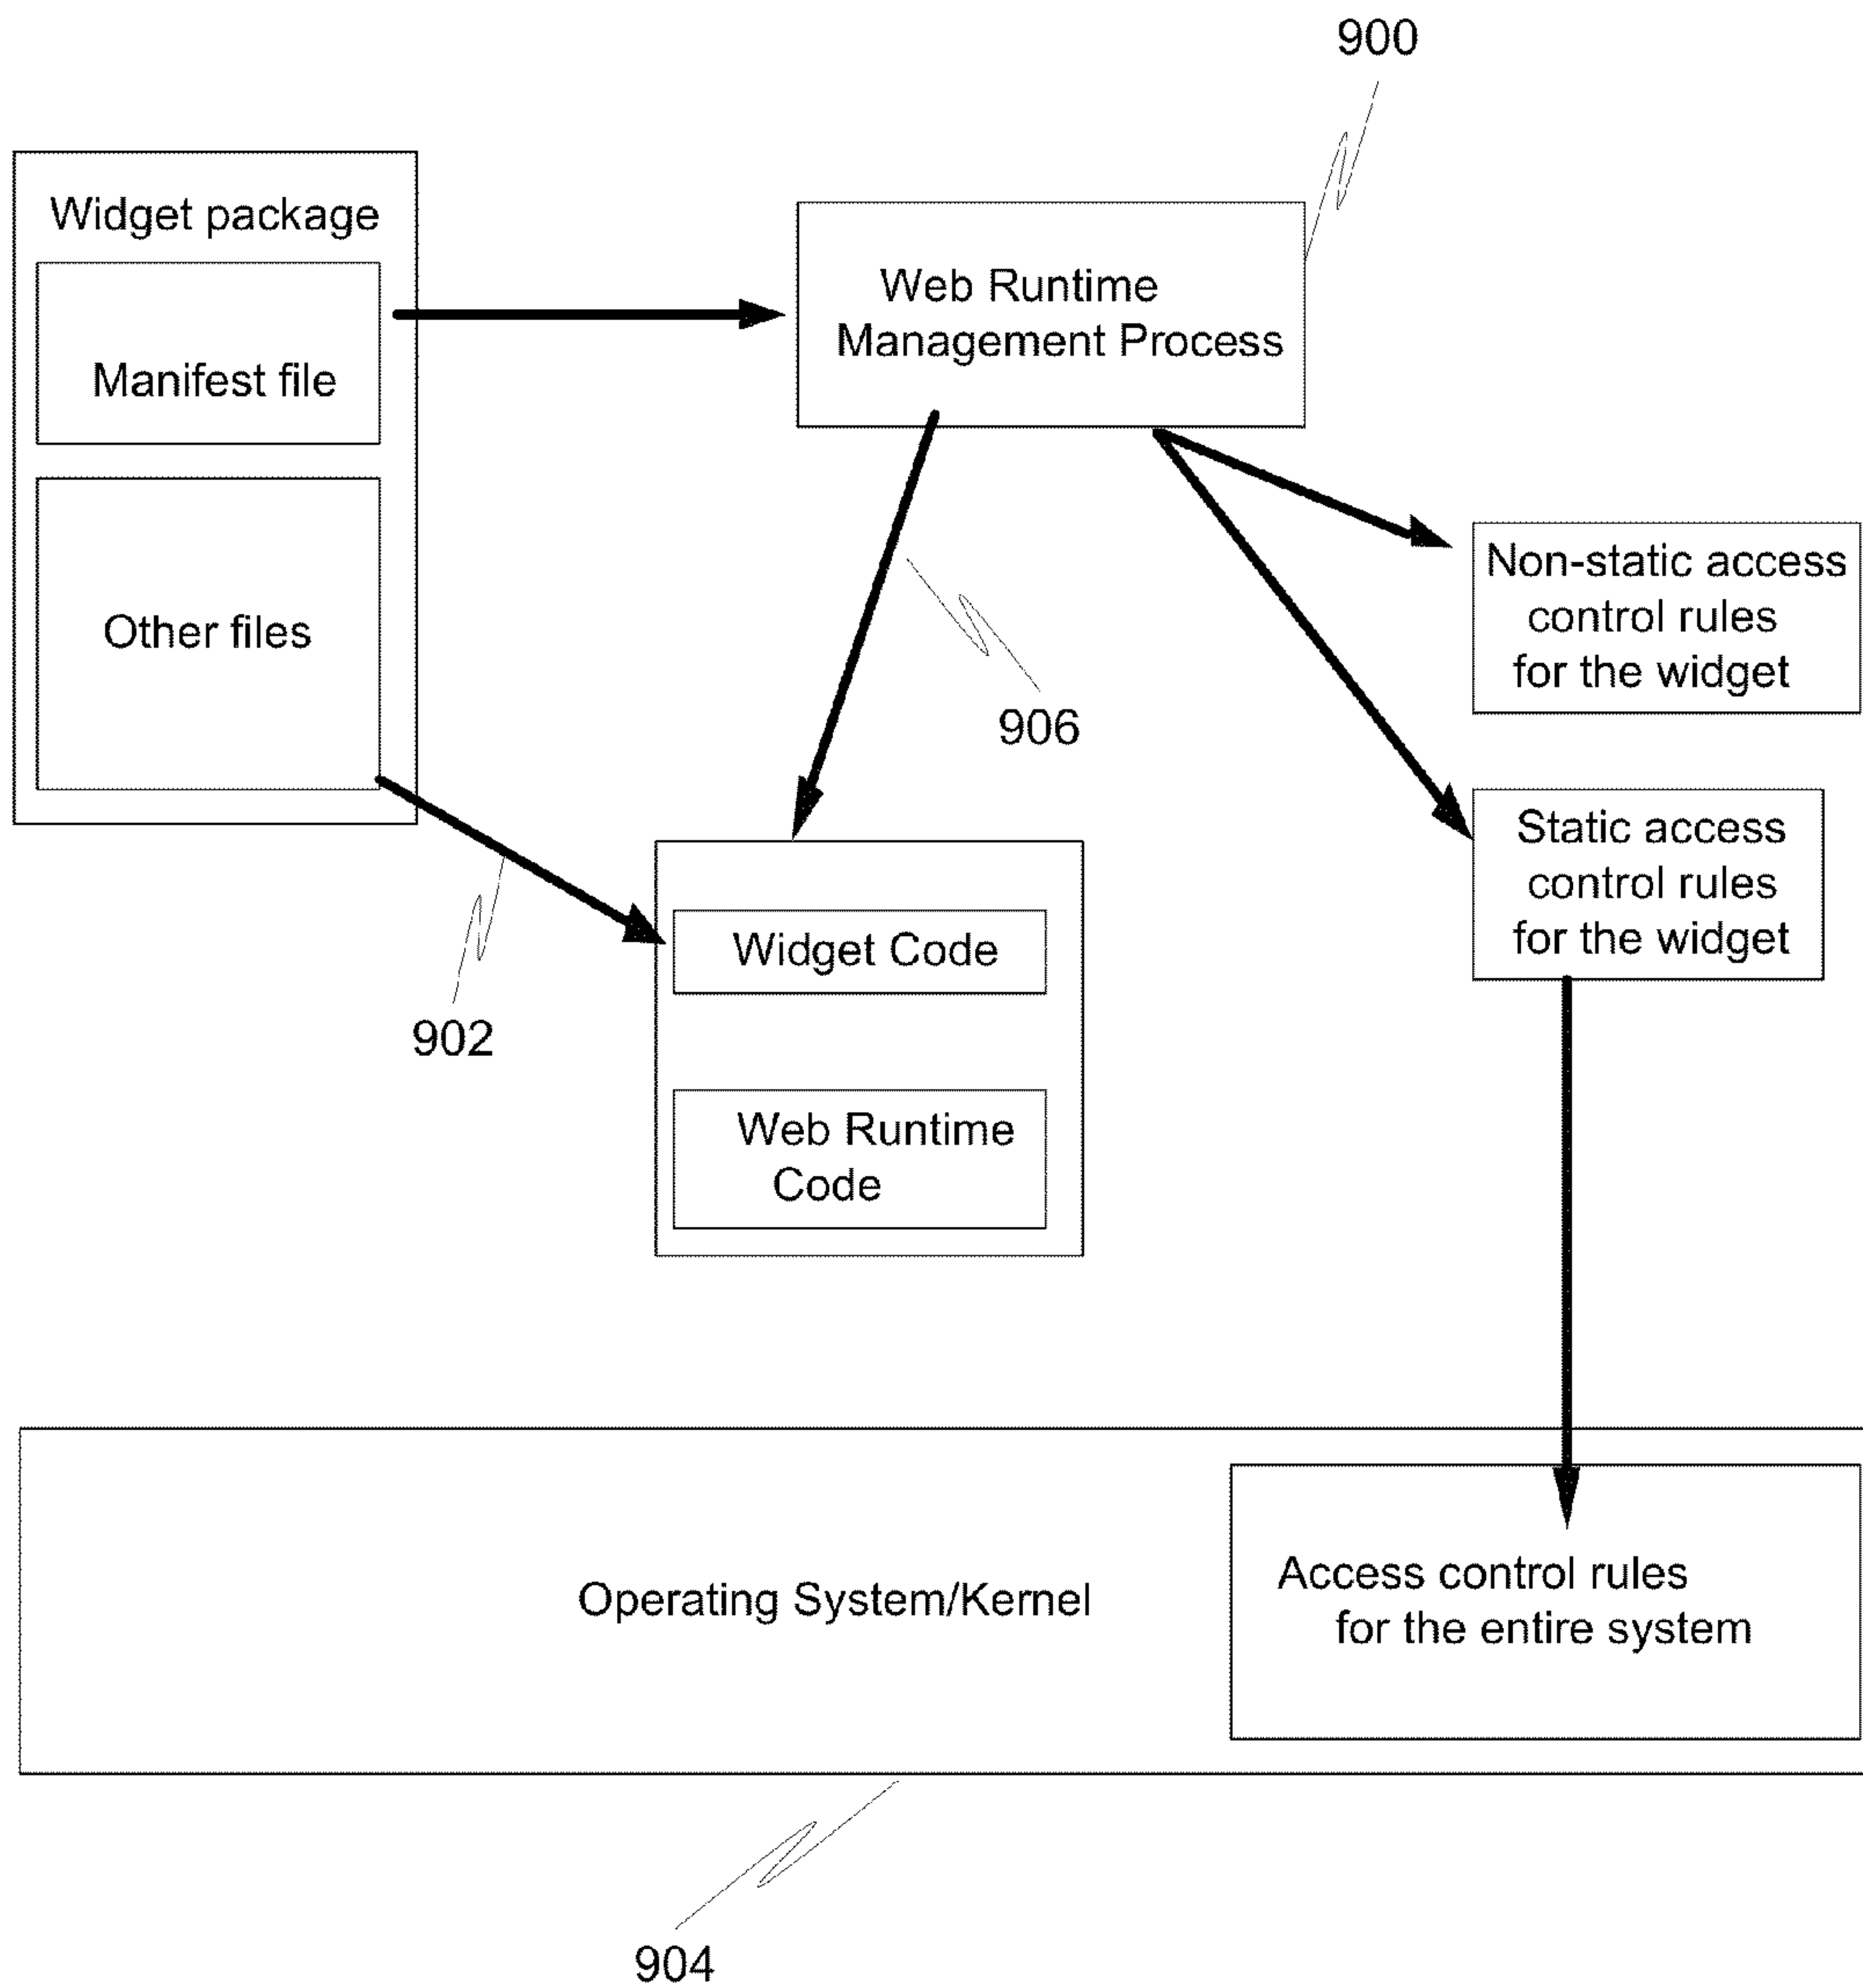 900
Widget package
Manifest file
Other files
Web Runtime
Management Process
Non-static access
control rules
for the widget
906
Static access
control rules
for the widget
902
Widget Code
Web Runtime
Code
Operating System/Kernel
Access control rules
for the entire system
904